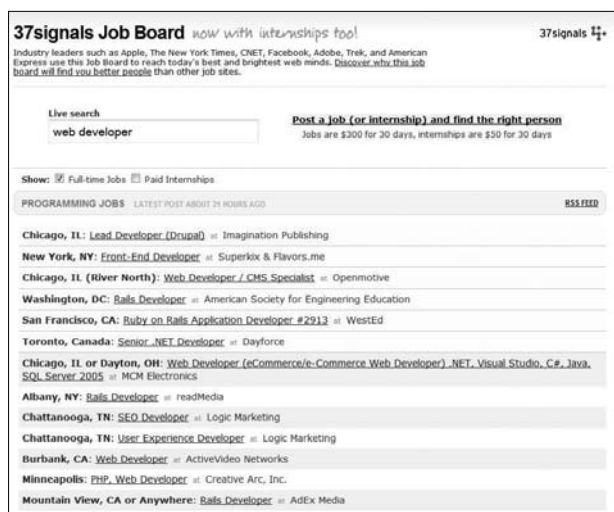 37signals Job Board now with internships too! 37signals
Industry leaders such as Apple, The New York Times, CNET, Facebook, Adobe, Trek, and American
Express use this Job Board to reach today's best and brightest web minds. Discover why this job
board will find you better people than other job sites.
Live search
web developer
Post a job (or internship) and find the right person
Jobs are $300 for 30 days, internships are $50 for 30 days
Show: Full-time Jobs Paid Internships
PROGRAMMING JOBS LATEST POST ABOUT 21 HOURS AGO RSS FEED
Chicago, IL: Lead Developer (Drupal) at Imagination Publishing
New York, NY: Front-End Developer at Superkix & Flavors.me
Chicago, IL (River North): Web Developer / CMS Specialist at Openmotive
Washington, DC: Rails Developer at American Society for Engineering Education
San Francisco, CA: Ruby on Rails Application Developer #2913 at WestEd
Toronto, Canada: Senior .NET Developer at Dayforce
Chicago, IL or Dayton, OH: Web Developer (eCommerce/e-Commerce Web Developer) .NET, Visual Studio, C#, Java,
SQL Server 2005 at MCM Electronics
Albany, NY: Rails Developer at readMedia
Chattanooga, TN: SEO Developer at Logic Marketing
Chattanooga, TN: User Experience Developer at Logic Marketing
Burbank, CA: Web Developer at ActiveVideo Networks
Minneapolis: PHP, Web Developer at Creative Arc, Inc.
Mountain View, CA or Anywhere: Rails Developer at AdEx Media